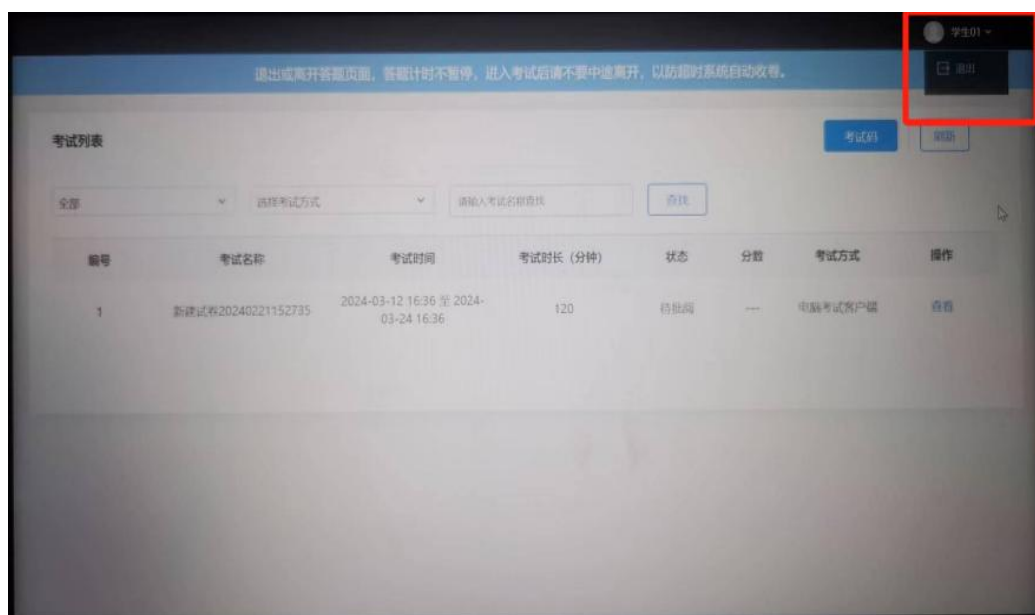 学生01
退出或离开答题页面，答题计时不暂停，进入考试后请不要中途离开，以防超时系统自动收卷。
退出
考试列表
考试码
刷新
全部
选择考试方式
请输入考试名称查找
查找
编号 考试名称 考试时间 考试时长（分钟） 状态 分数 考试方式 操作
1 新建试卷20240221152735 2024-03-12 16:36 至 2024-
03-24 16:36 120 待批阅 --- 电脑考试客户端 查看